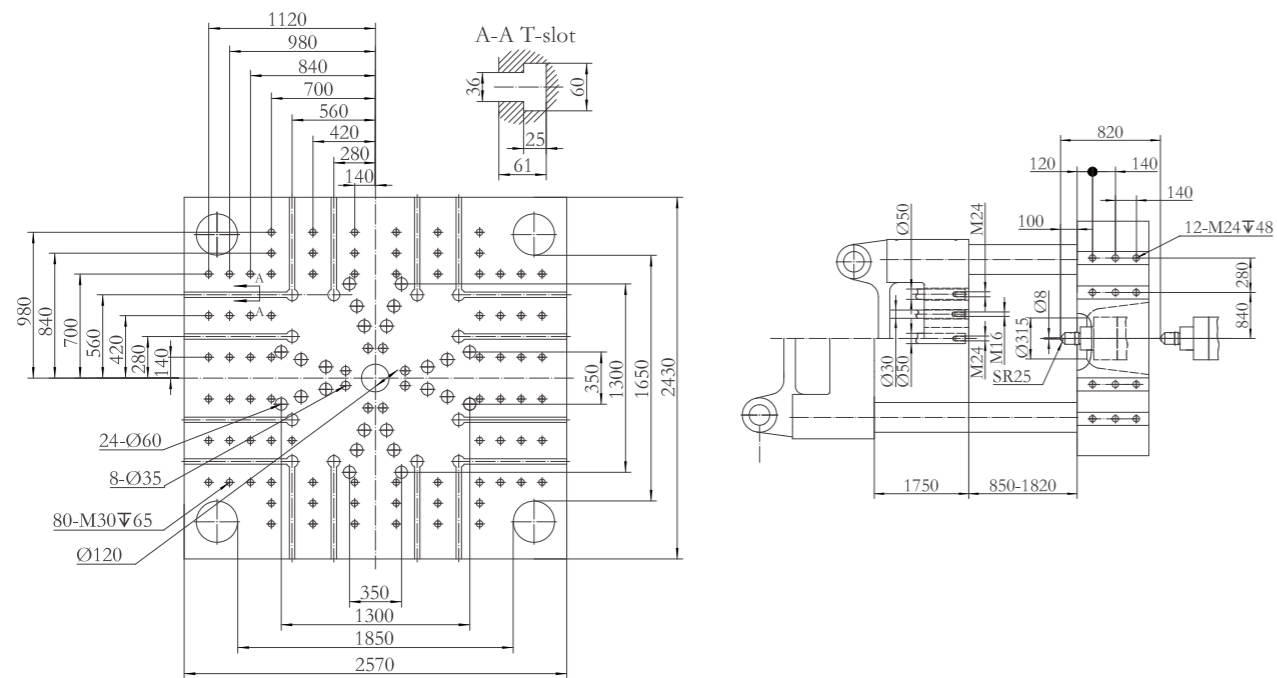 1120
980
840
700
560
420
280
140
A-A T-slot
36
60
25
61
A
A
980
840
700
560
420
280
140
350
1300
1650
2430
24-Ø60
8-Ø35
80-M30↧65
Ø120
350
1300
1850
2570
820
120
140
140
100
12-M24↧48
Ø50
M24
280
840
Ø8
Ø315
M16
M24
Ø30
Ø50
SR25
1750
850-1820